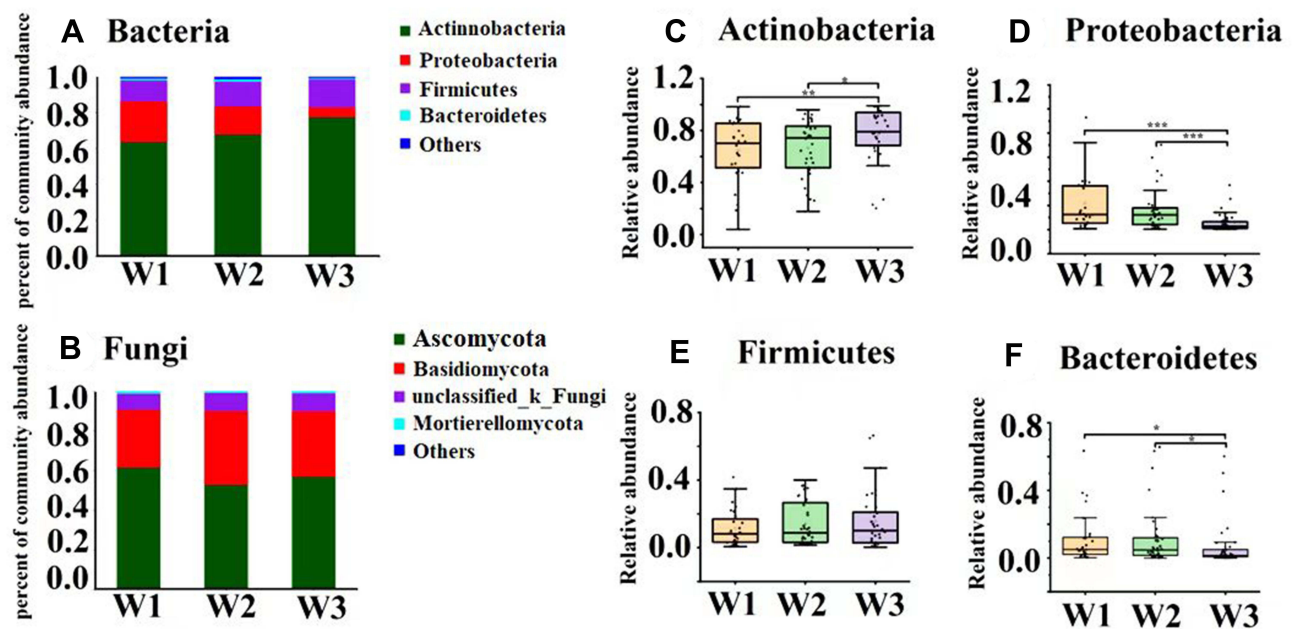 A Bacteria
percent of community abundance
1.0
0.8
0.6
0.4
0.2
0.0
W1 W2 W3
Actinnobacteria
Proteobacteria
Firmicutes
Bacteroidetes
Others
B Fungi
percent of community abundance
1.0
0.8
0.6
0.4
0.2
0.0
W1 W2 W3
Ascomycota
Basidiomycota
unclassified_k_Fungi
Mortierellomycota
Others
C Actinobacteria
Relative abundance
1.2
0.8
0.4
0.0
*
**
W1 W2 W3
D Proteobacteria
Relative abundance
1.2
0.8
0.4
0.0
***
***
W1 W2 W3
E Firmicutes
Relative abundance
0.8
0.4
0.0
W1 W2 W3
F Bacteroidetes
Relative abundance
0.8
0.4
0.0
*
*
W1 W2 W3